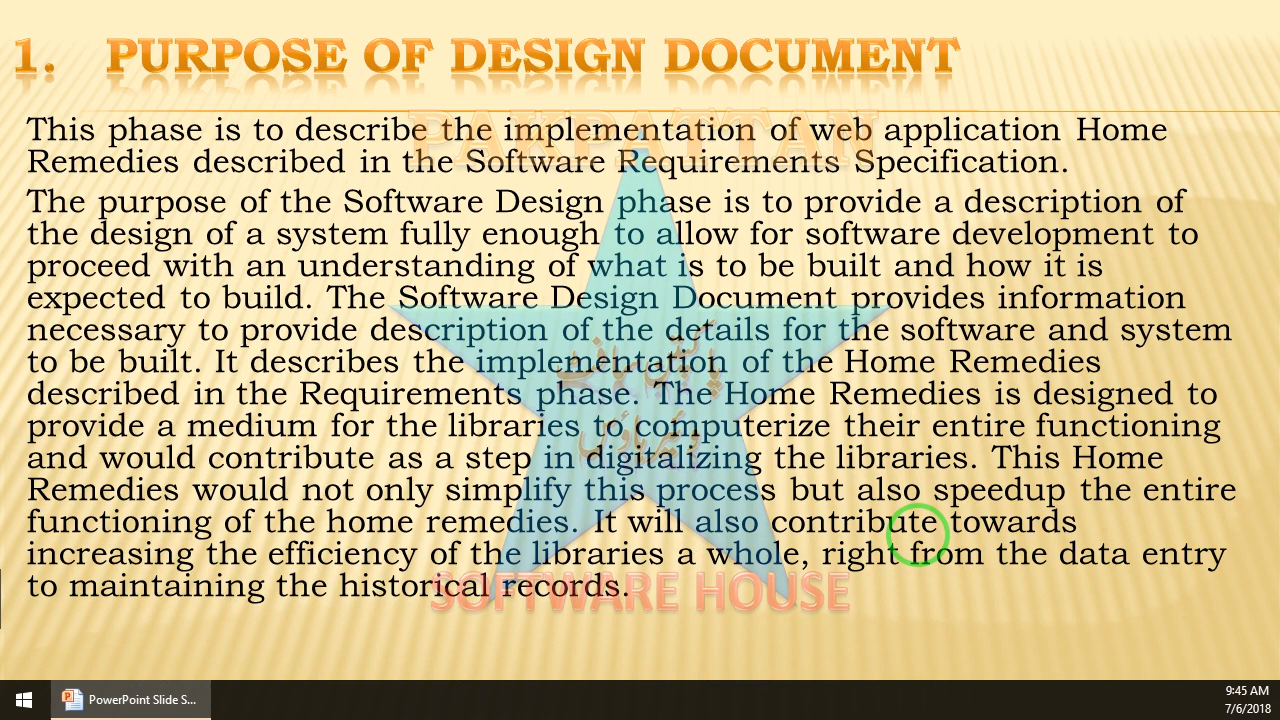 1. PURPOSE OF DESIGN DOCUMENT
PAKPATTAN
This phase is to describe the implementation of web application Home
Remedies described in the Software Requirements Specification.
The purpose of the Software Design phase is to provide a description of
the design of a system fully enough to allow for software development to
proceed with an understanding of what is to be built and how it is
expected to build. The Software Design Document provides information
necessary to provide description of the details for the software and system
to be built. It describes the implementation of the Home Remedies
described in the Requirements phase. The Home Remedies is designed to
provide a medium for the libraries to computerize their entire functioning
and would contribute as a step in digitalizing the libraries. This Home
Remedies would not only simplify this process but also speedup the entire
functioning of the home remedies. It will also contribute towards
increasing the efficiency of the libraries a whole, right from the data entry
to maintaining the historical records.
SOFTWARE HOUSE
PowerPoint Slide S...
9:45 AM
7/6/2018